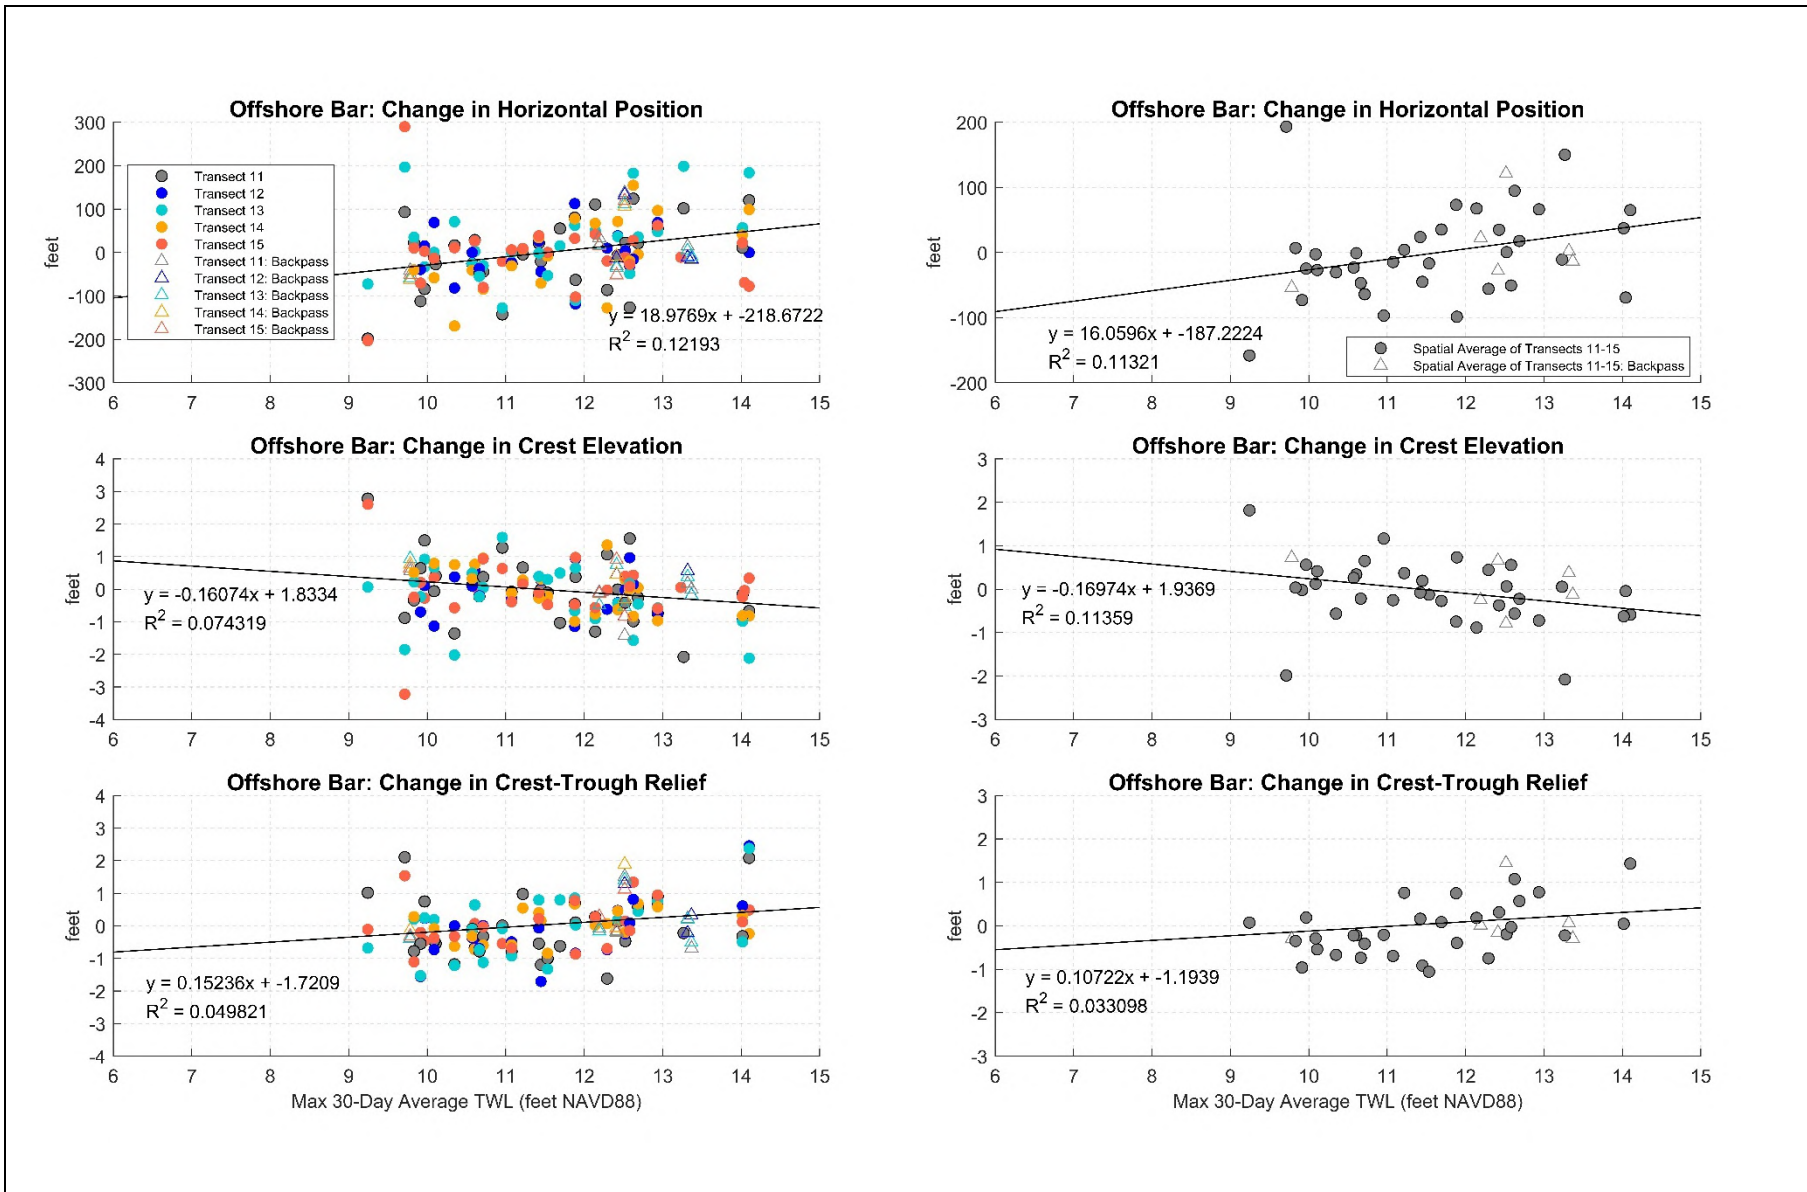 Offshore Bar: Change in Horizontal Position
300
200
100
0
-100
-200
-300
feet
Transect 11
Transect 12
Transect 13
Transect 14
Transect 15
Transect 11: Backpass
Transect 12: Backpass
Transect 13: Backpass
Transect 14: Backpass
Transect 15: Backpass
y = 18.9769x + -218.6722
R2 = 0.12193
6 7 8 9 10 11 12 13 14 15
Offshore Bar: Change in Horizontal Position
200
100
0
-100
-200
feet
y = 16.0596x + -187.2224
R2 = 0.11321
Spatial Average of Transects 11-15
Spatial Average of Transects 11-15: Backpass
6 7 8 9 10 11 12 13 14 15
Offshore Bar: Change in Crest Elevation
4
3
2
1
0
-1
-2
-3
-4
feet
y = -0.16074x + 1.8334
R2 = 0.074319
6 7 8 9 10 11 12 13 14 15
Offshore Bar: Change in Crest Elevation
3
2
1
0
-1
-2
-3
feet
y = -0.16974x + 1.9369
R2 = 0.11359
6 7 8 9 10 11 12 13 14 15
Offshore Bar: Change in Crest-Trough Relief
4
3
2
1
0
-1
-2
-3
-4
feet
y = 0.15236x + -1.7209
R2 = 0.049821
6 7 8 9 10 11 12 13 14 15
Max 30-Day Average TWL (feet NAVD88)
Offshore Bar: Change in Crest-Trough Relief
3
2
1
0
-1
-2
-3
feet
y = 0.10722x + -1.1939
R2 = 0.033098
6 7 8 9 10 11 12 13 14 15
Max 30-Day Average TWL (feet NAVD88)